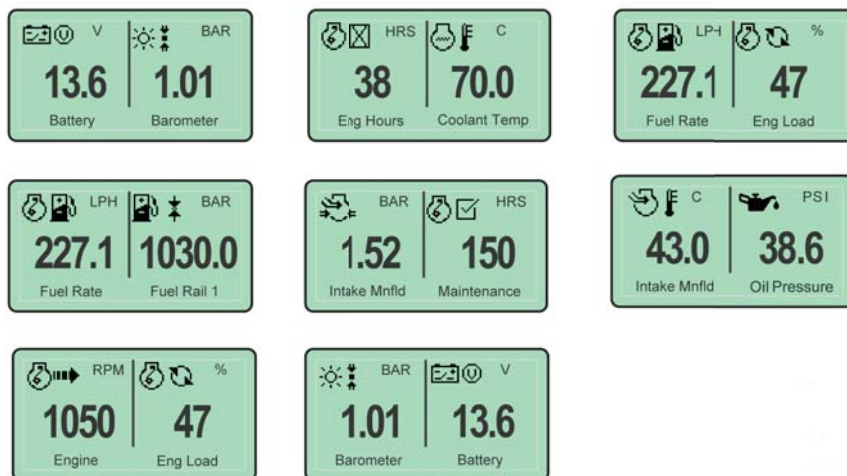 V BAR
13.6 1.01
Battery Barometer
HRS C
38 70.0
Eng Hours Coolant Temp
LPH %
227.1 47
Fuel Rate Eng Load
LPH BAR
227.1 1030.0
Fuel Rate Fuel Rail 1
BAR HRS
1.52 150
Intake Mnfld Maintenance
C PSI
43.0 38.6
Intake Mnfld Oil Pressure
RPM %
1050 47
Engine Eng Load
BAR V
1.01 13.6
Barometer Battery